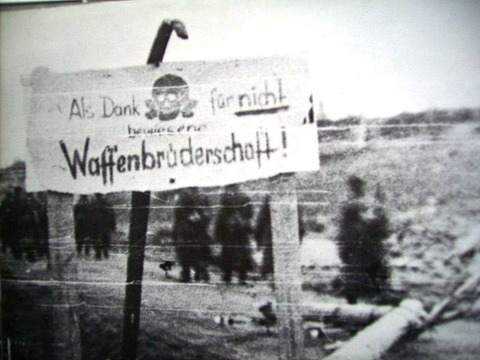 Als Dank für nicht
bewiesene
Waffenbrüderschaft!